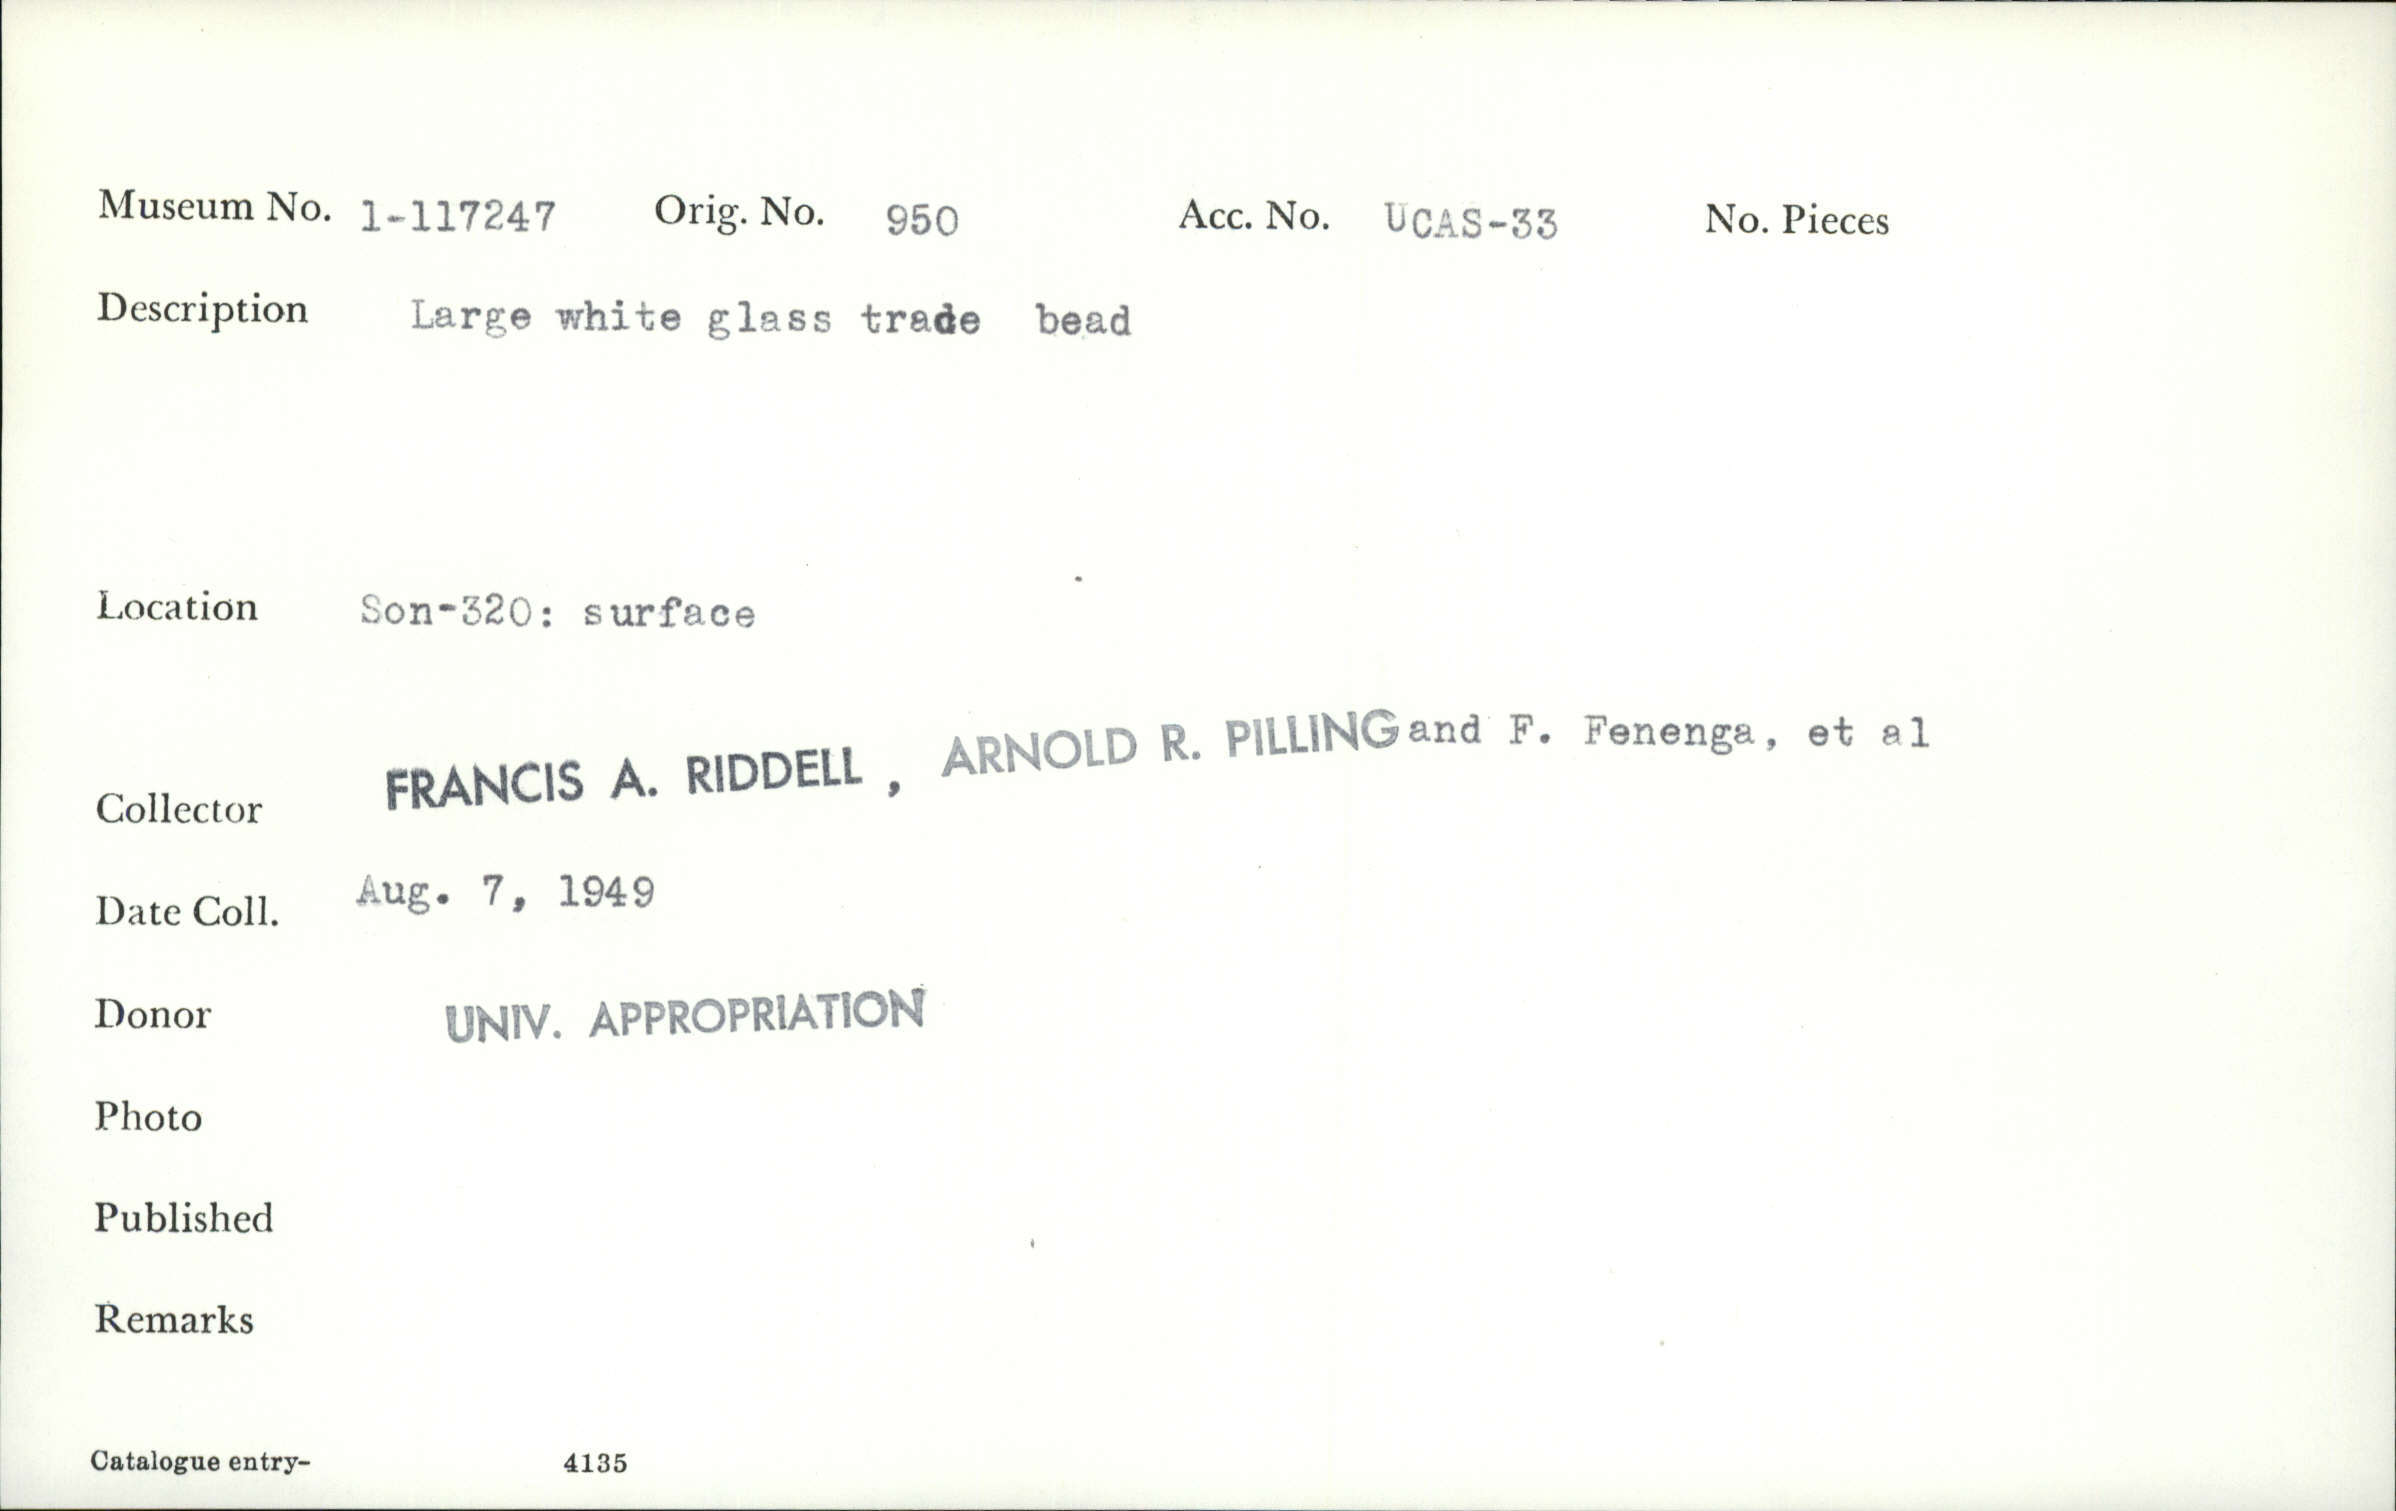 Museum No. 1-117247 Orig. No. 950 Acc. No. UCAS-33 No. Pieces
Description Large white glass trade bead
Location Son-320: surface
Collector FRANCIS A. RIDDELL , ARNOLD R. PILLING and F. Fenenga, et al
Date Coll. Aug. 7, 1949
Donor UNIV. APPROPRIATION
Photo
Published
Remarks
Catalogue entry- 4135